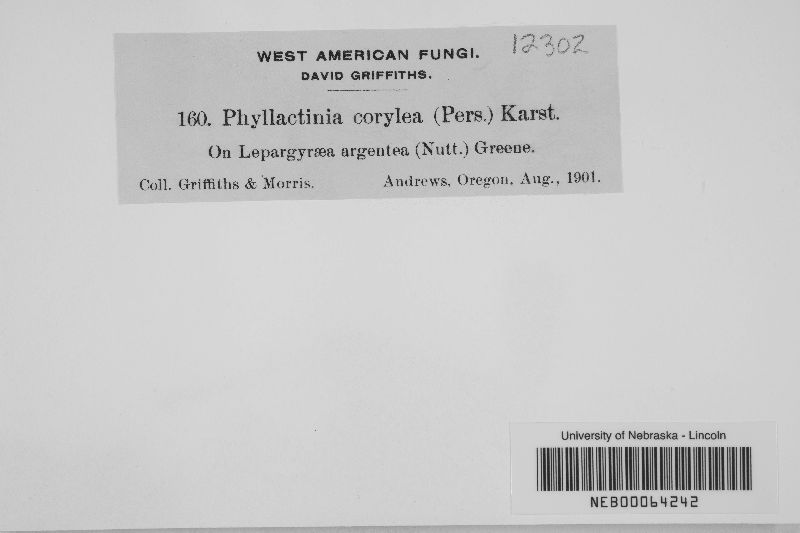 WEST AMERICAN FUNGI.
12302
DAVID GRIFFITHS.
160. Phyllactinia corylea (Pers.) Karst.
On Lepargyræa argentea (Nutt.) Greene.
Coll. Griffiths & Morris. Andrews, Oregon, Aug., 1901.
University of Nebraska - Lincoln
NEB00064242